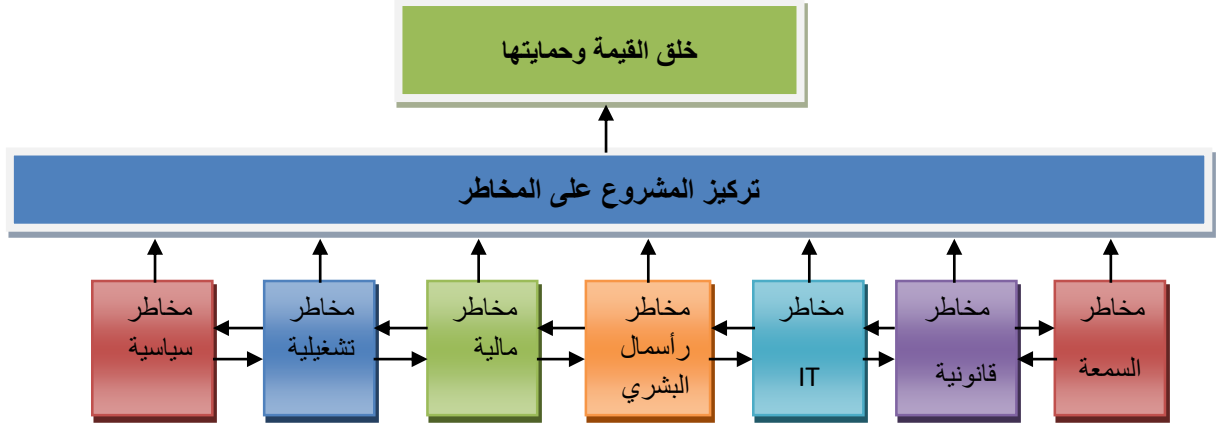 خلق القيمة وحمايتها
تركيز المشروع على المخاطر
مخاطر
السمعة
مخاطر
قانونية
مخاطر
IT
مخاطر
رأسمال
البشري
مخاطر
مالية
مخاطر
تشغيلية
مخاطر
سياسية